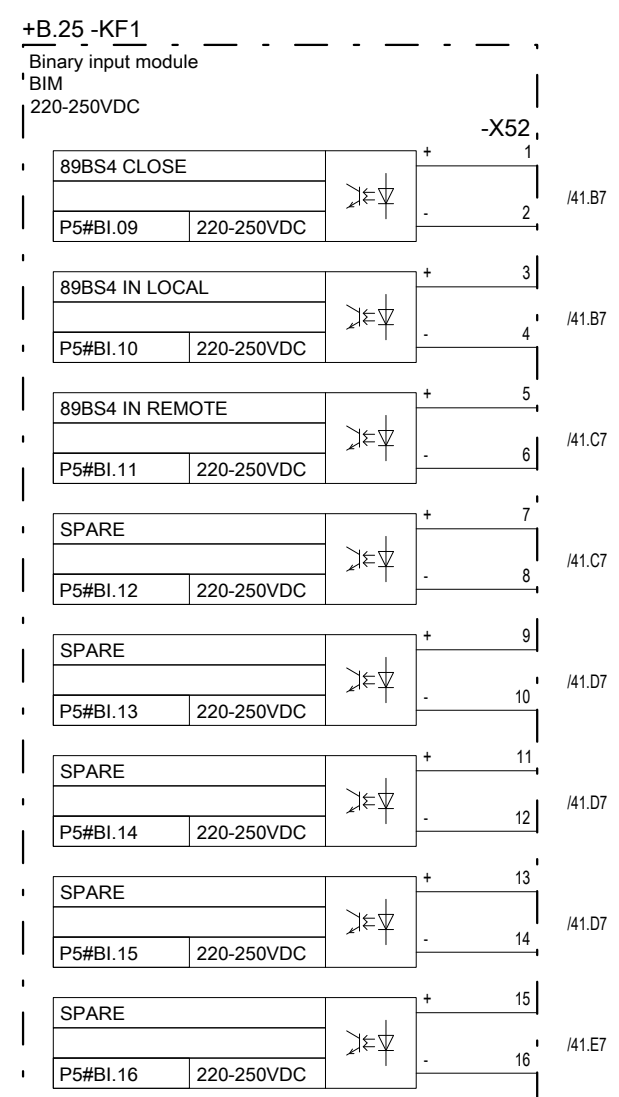 +B.25 -KF1
Binary input module
BIM
220-250VDC
-X52
89BS4 CLOSE
+ 1
/41.B7
P5#BI.09 220-250VDC
- 2
89BS4 IN LOCAL
+ 3
/41.B7
P5#BI.10 220-250VDC
- 4
89BS4 IN REMOTE
+ 5
/41.C7
P5#BI.11 220-250VDC
- 6
SPARE
+ 7
/41.C7
P5#BI.12 220-250VDC
- 8
SPARE
+ 9
/41.D7
P5#BI.13 220-250VDC
- 10
SPARE
+ 11
/41.D7
P5#BI.14 220-250VDC
- 12
SPARE
+ 13
/41.D7
P5#BI.15 220-250VDC
- 14
SPARE
+ 15
/41.E7
P5#BI.16 220-250VDC
- 16